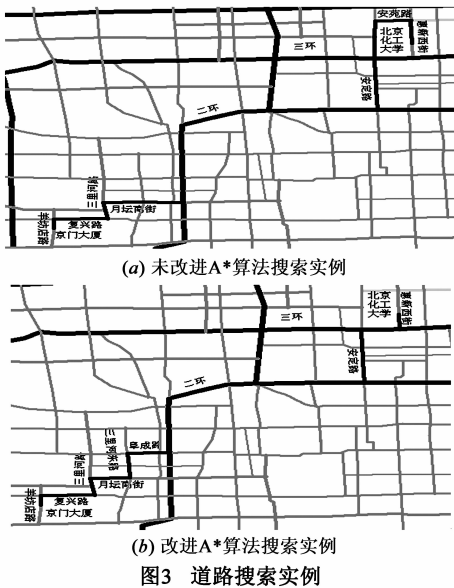 安苑路
北京
化工
大学
惠新西街
三环
安定路
二环
三里河路
月坛南街
羊坊店路
复兴路
京门大厦
(a) 未改进A*算法搜索实例
北京
化工
大学
惠新西街
三环
安定路
二环
三里河东路
阜成路
三里河路
月坛南街
羊坊店路
复兴路
京门大厦
(b) 改进A*算法搜索实例
图3 道路搜索实例